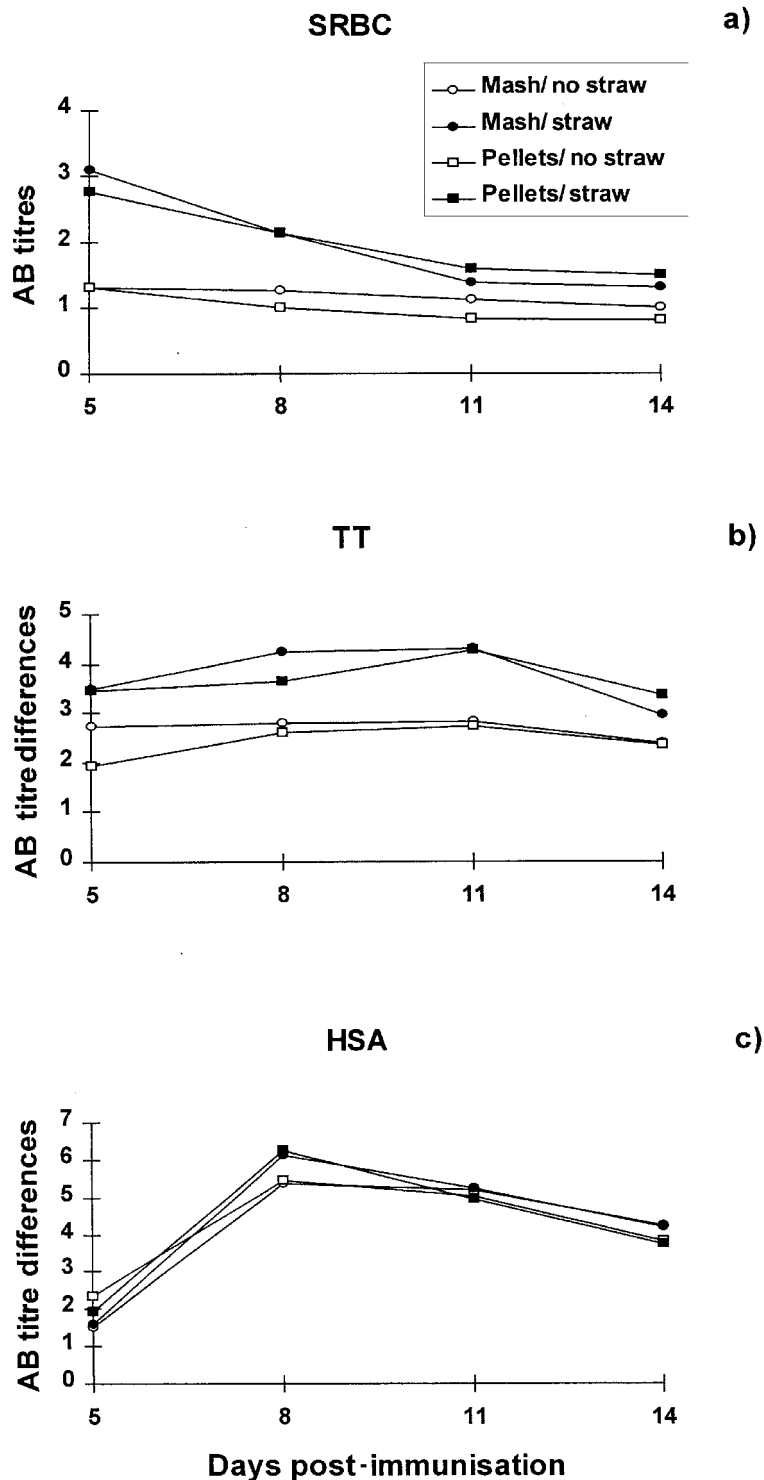 SRBC
a)
Mash/ no straw
Mash/ straw
Pellets/ no straw
Pellets/ straw
AB titres
4
3
2
1
0
5 8 11 14
TT
b)
AB titre differences
5
4
3
2
1
0
5 8 11 14
HSA
c)
AB titre differences
7
6
5
4
3
2
1
0
5 8 11 14
Days post-immunisation